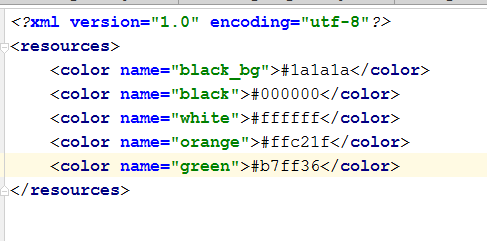 <?xml version="1.0" encoding="utf-8"?>
<resources>
<color name="black_bg">#1a1a1a</color>
<color name="black">#000000</color>
<color name="white">#ffffff</color>
<color name="orange">#ffc21f</color>
<color name="green">#b7ff36</color>
</resources>